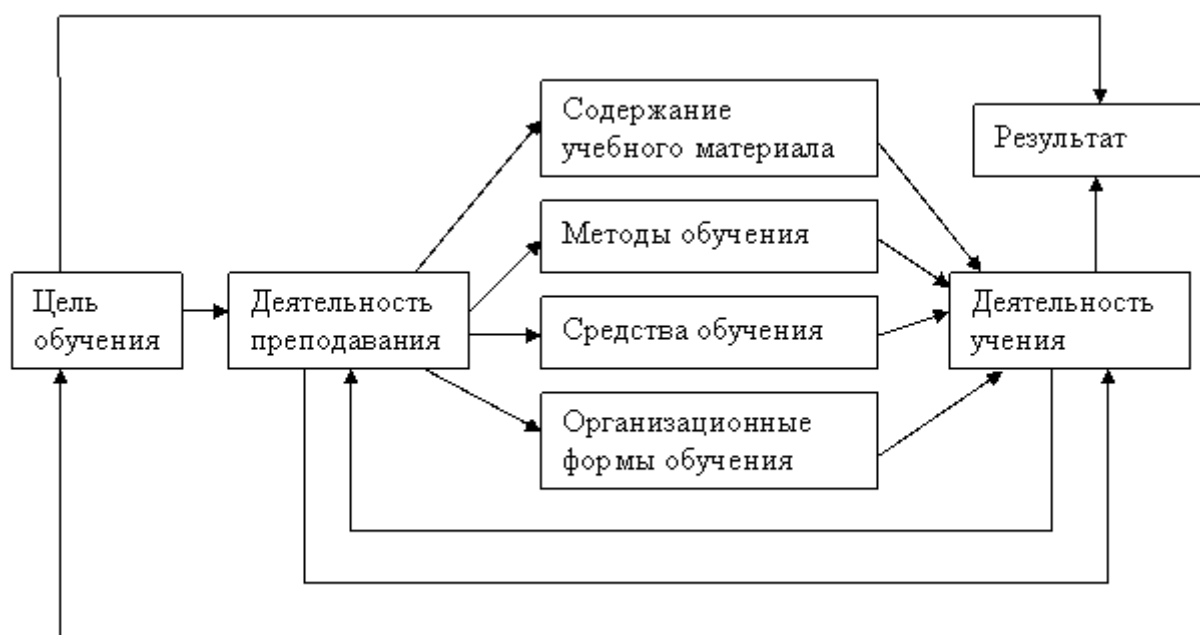 Содержание
учебного материала
Результат
Методы обучения
Цель
обучения
Деятельность
преподавания
Средства обучения
Деятельность
учения
Организационные
формы обучения